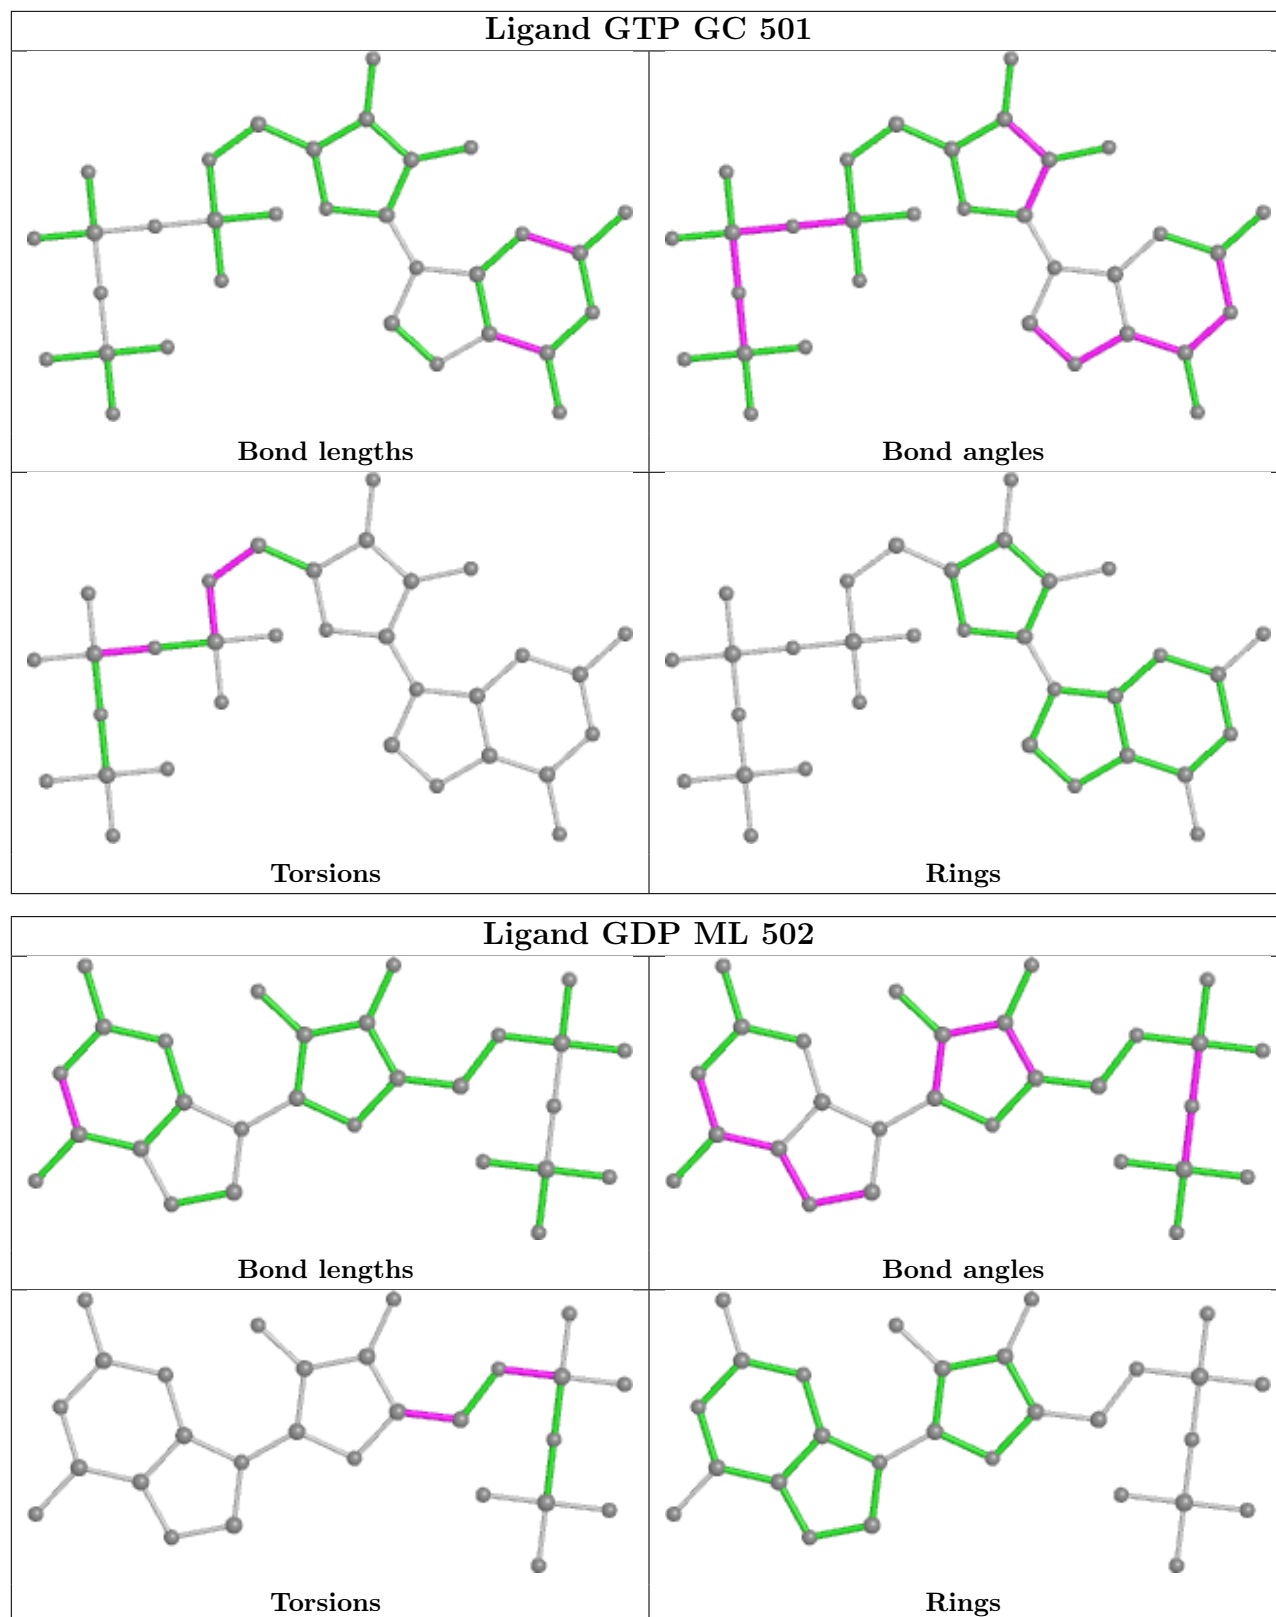 Ligand GTP GC 501
Bond lengths
Bond angles
Torsions
Rings
Ligand GDP ML 502
Bond lengths
Bond angles
Torsions
Rings